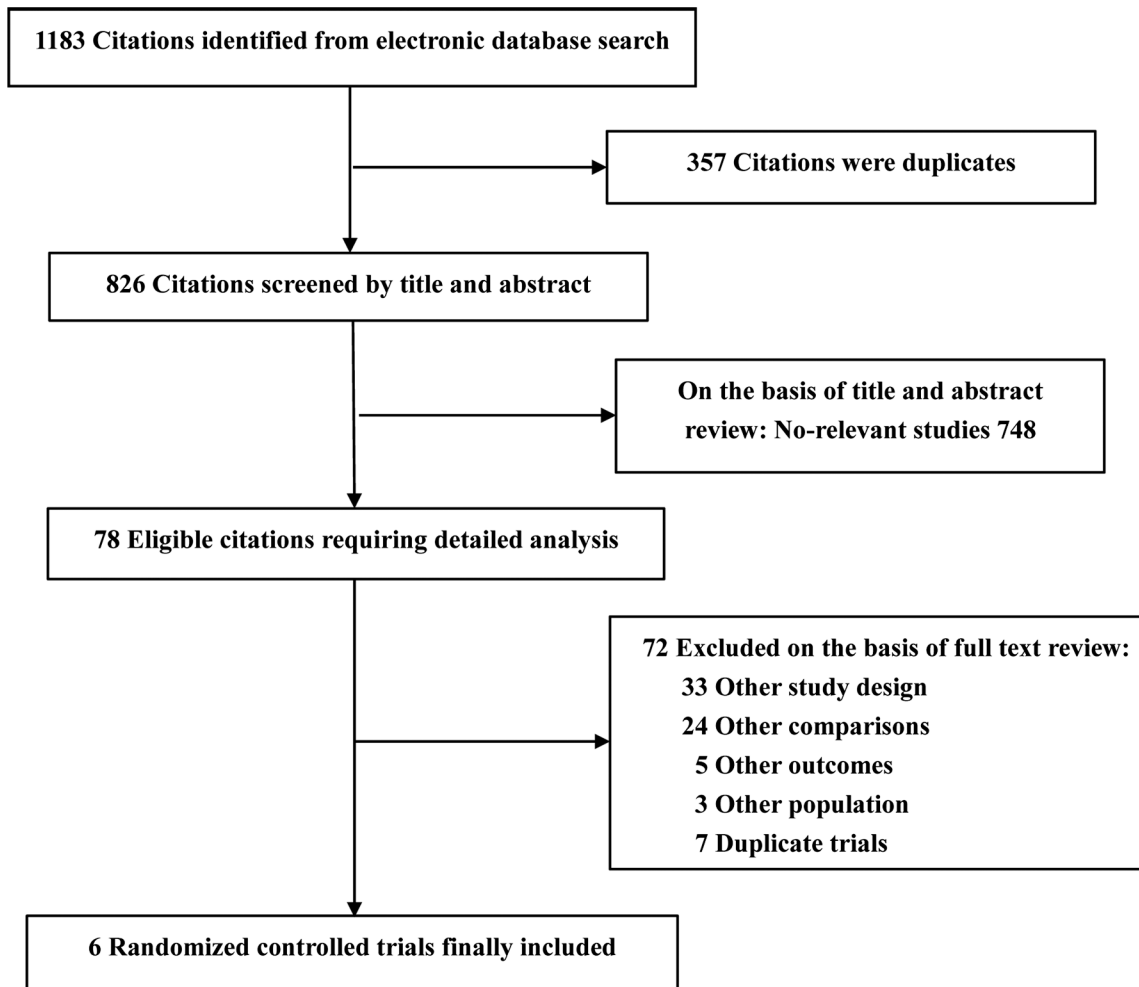 1183 Citations identified from electronic database search
357 Citations were duplicates
826 Citations screened by title and abstract
On the basis of title and abstract
review: No-relevant studies 748
78 Eligible citations requiring detailed analysis
72 Excluded on the basis of full text review:
33 Other study design
24 Other comparisons
5 Other outcomes
3 Other population
7 Duplicate trials
6 Randomized controlled trials finally included